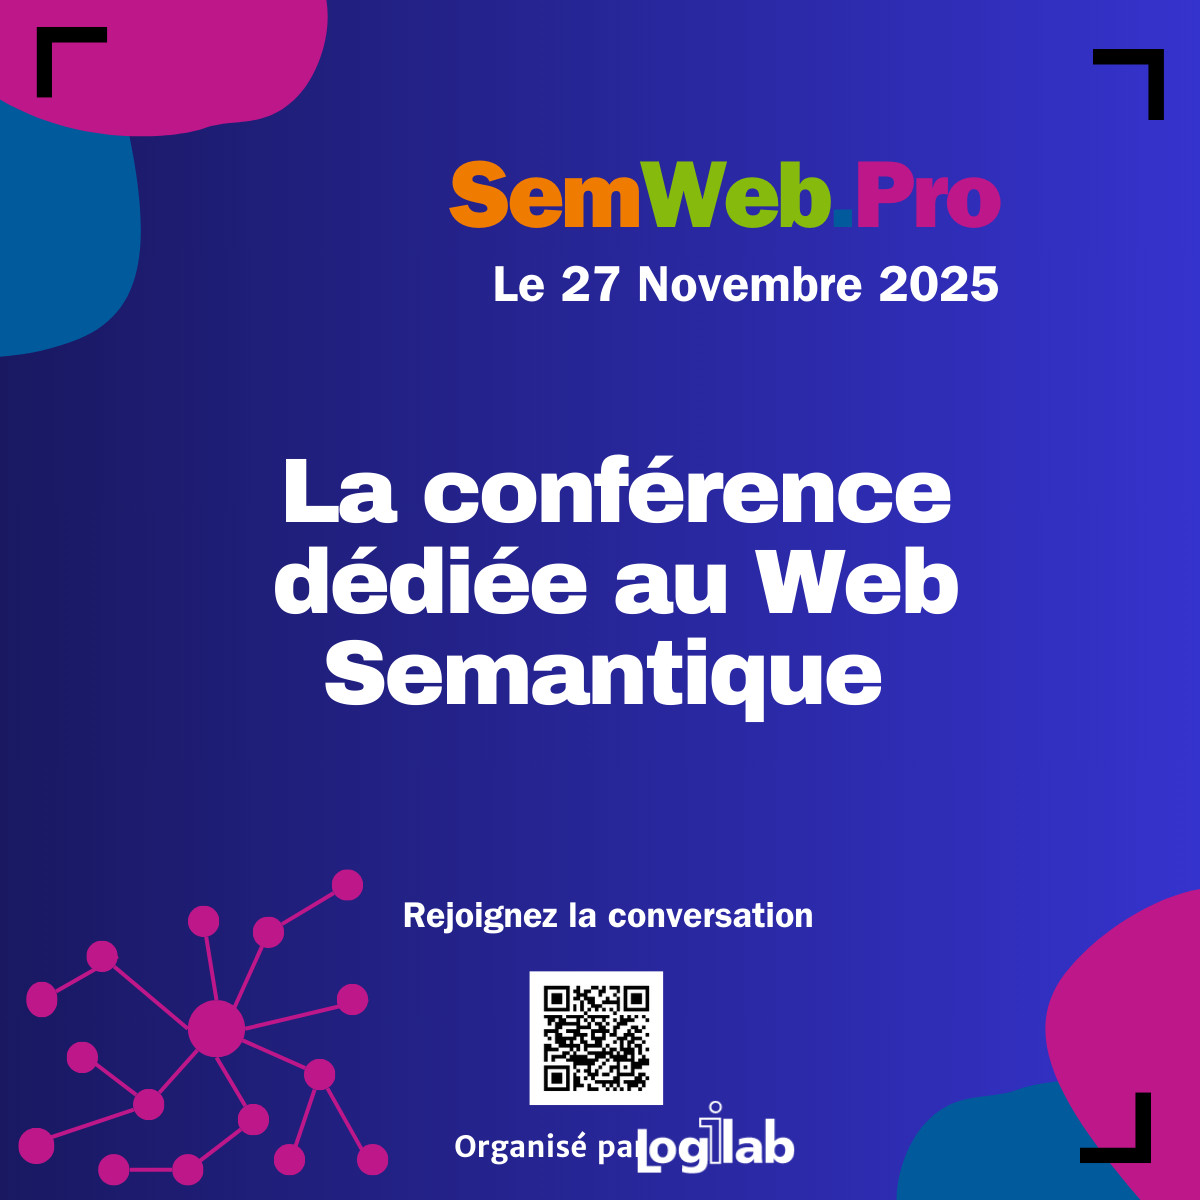 SemWeb.Pro
Le 27 Novembre 2025
La conférence
dédiée au Web
Semantique
Rejoignez la conversation
Organisé par Logilab